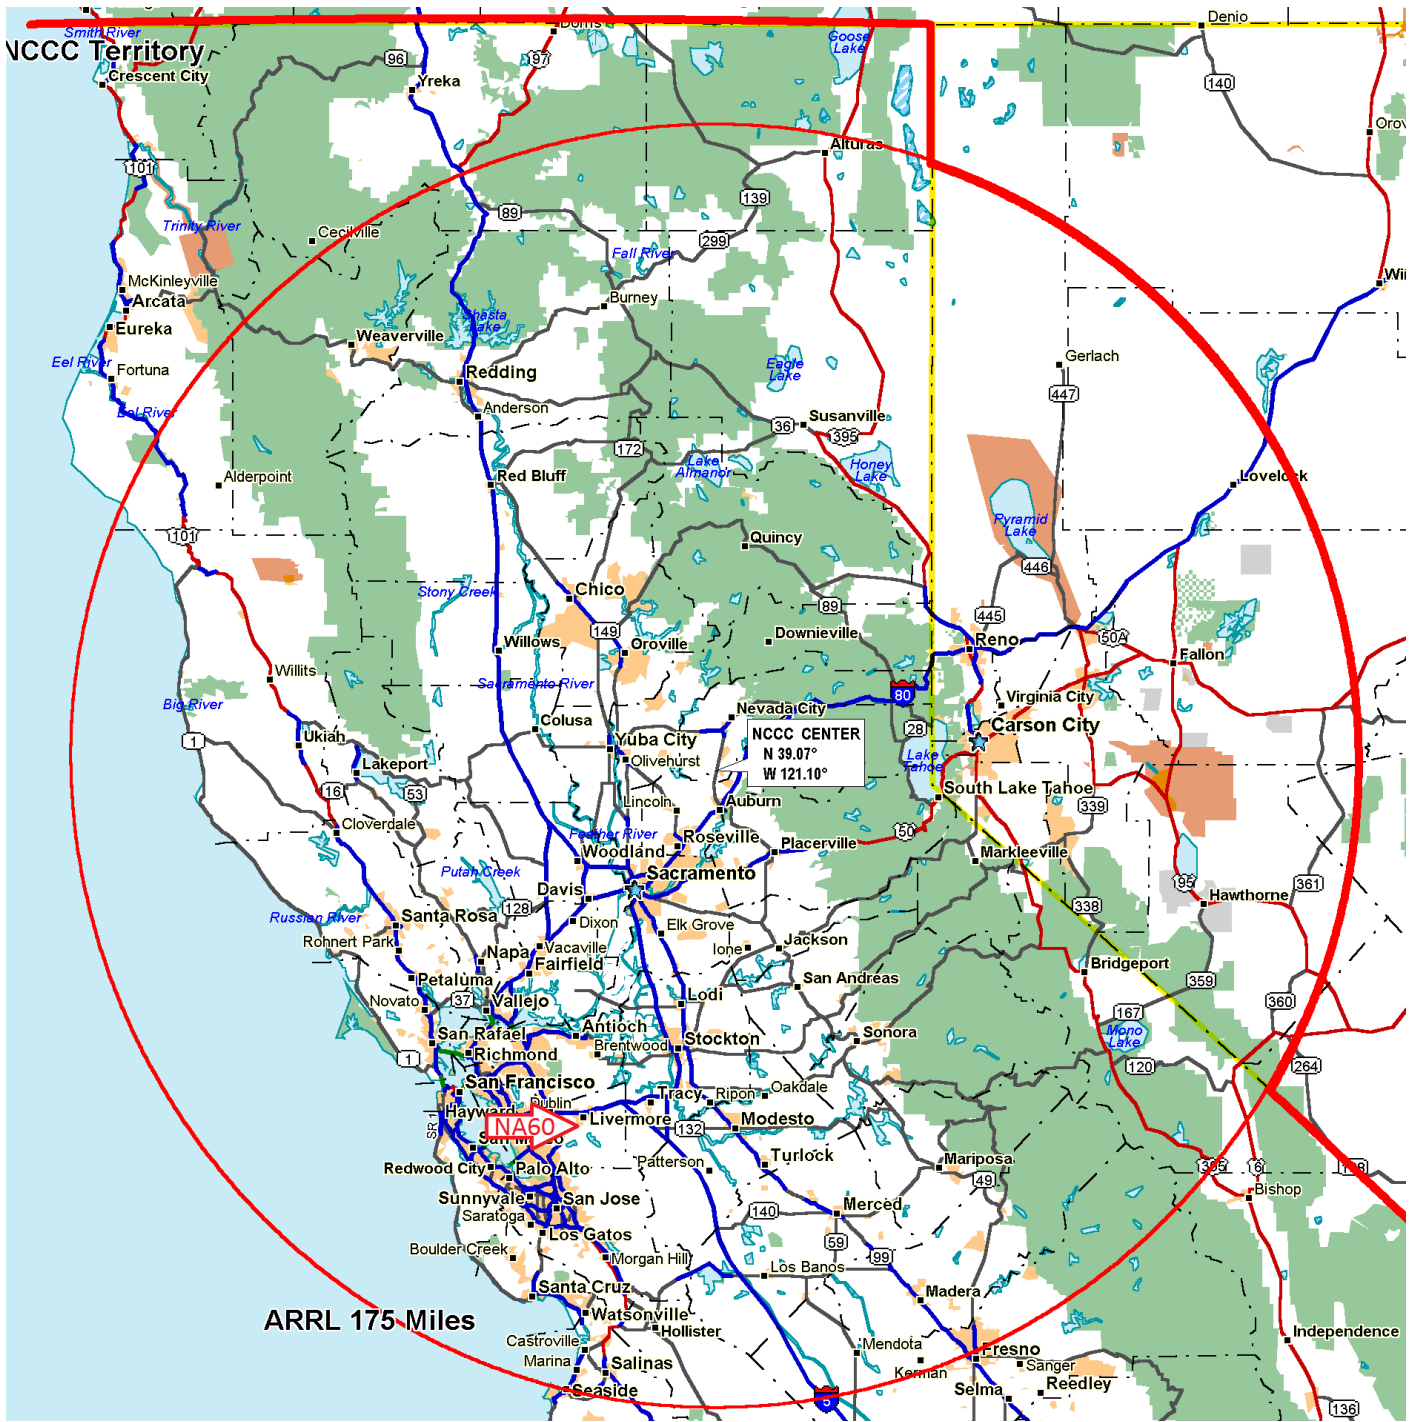 Dorris
Denio
Smith River
Goose
Lake
NCCC Territory
96
97
Crescent City
Yreka
140
Alturas
101
139
89
Trinity River
Cecilville
299
Fall River
McKinleyville
Arcata
Burney
Eureka
Shasta
Lake
Weaverville
Gerlach
Eel River
Fortuna
Redding
Eagle
Lake
447
Eel River
Anderson
Susanville
36
395
172
Lake
Almanor
Honey
Lake
Alderpoint
Red Bluff
Lovelock
Pyramid
Lake
101
Quincy
446
Stony Creek
Chico
89
445
149
Downieville
Reno
50A
Willows
Oroville
Fallon
Willits
Sacramento River
80
Virginia City
Big River
Nevada City
361
Colusa
28
Carson City
1
Ukiah
Yuba City
NCCC CENTER
N 39.07°
W 121.10°
Lake
Tahoe
Lakeport
Olivehurst
16
53
Lincoln
Auburn
South Lake Tahoe
339
Cloverdale
Feather River
Roseville
50
Placerville
Woodland
Markleeville
Putah Creek
Sacramento
Davis
95
361
Hawthorne
128
338
Russian River
Santa Rosa
Dixon
Elk Grove
Rohnert Park
Napa
Vacaville
Ione
Jackson
Fairfield
Bridgeport
Petaluma
San Andreas
359
Novato
37
Vallejo
Lodi
360
167
San Rafael
Antioch
Sonora
Mono
Lake
Richmond
Brentwood
Stockton
1
120
264
San Francisco
Oakdale
Dublin
Tracy
Ripon
Hayward
Livermore
Modesto
SR 1
NA60
132
San Mateo
Redwood City
Palo Alto
Patterson
Turlock
Mariposa
395
6
168
Sunnyvale
San Jose
49
Bishop
Saratoga
140
Merced
Los Gatos
59
Boulder Creek
Morgan Hill
99
Los Banos
Santa Cruz
Madera
ARRL 175 Miles
Watsonville
Hollister
Independence
Castroville
Mendota
Fresno
Marina
Salinas
Kerman
Sanger
Seaside
Selma
Reedley
5
136